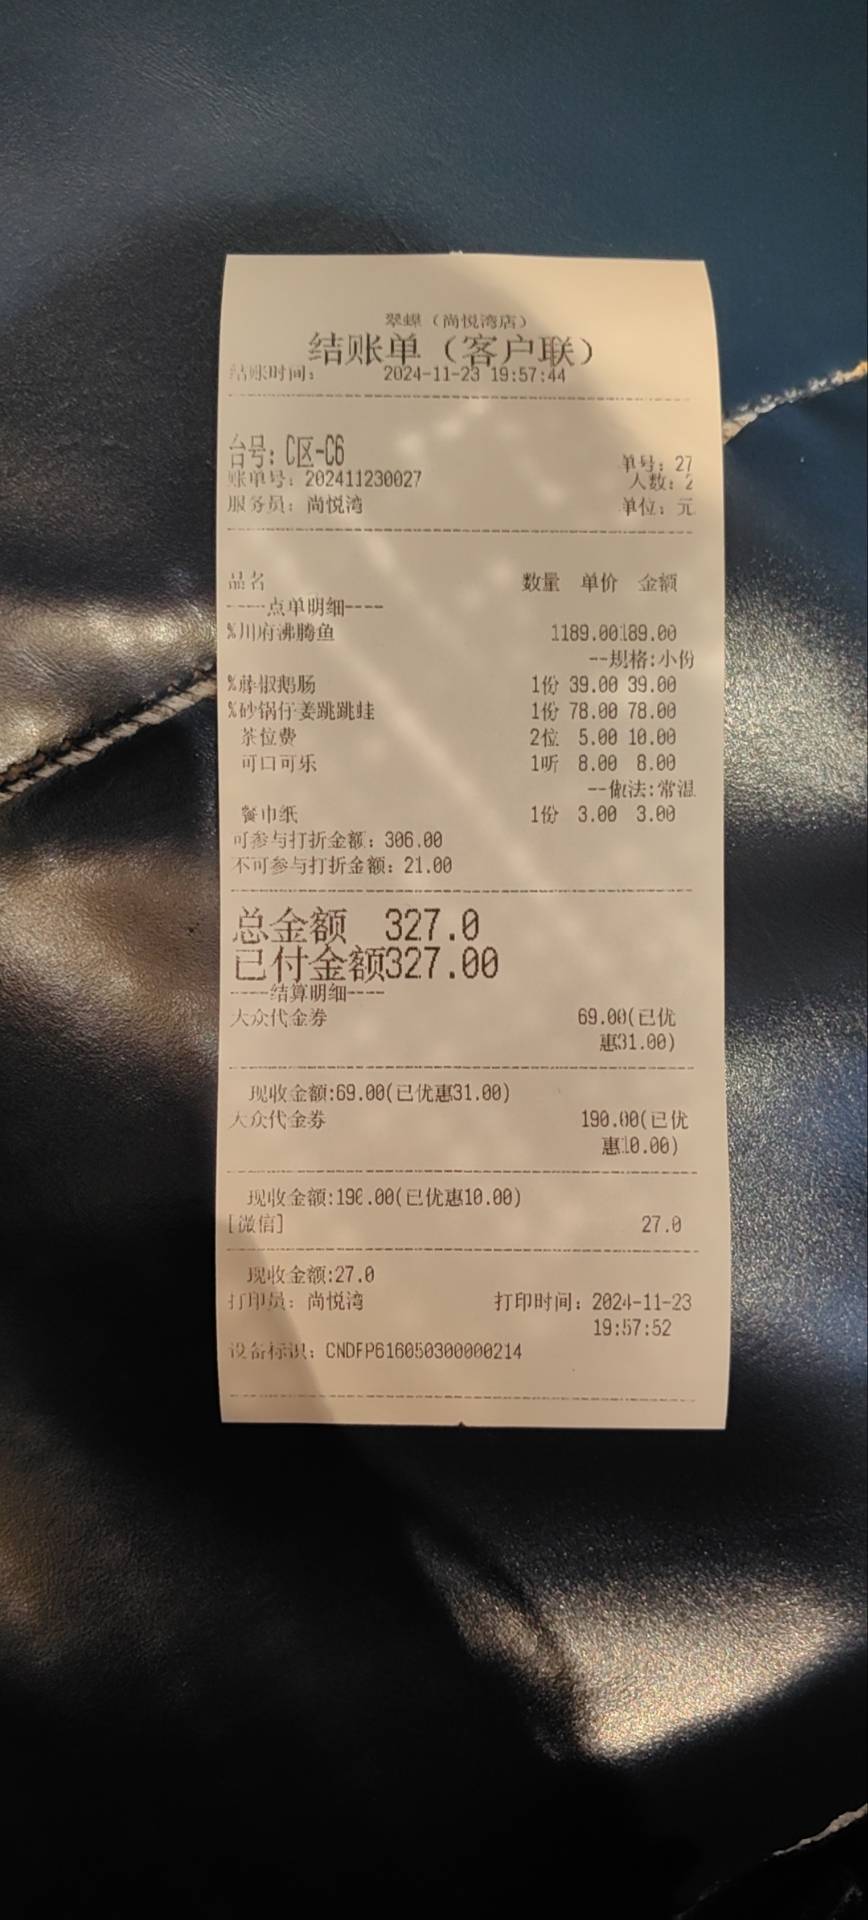 翠蝶（尚悦湾店）
结账单（客户联）
结账时间： 2024-11-23 19:57:44
台号：C区-C6
单号：27
账单号：202411230027
人数：2
服务员：尚悦湾
单位：元
品名 数量 单价 金额
----点单明细----
%川府沸腾鱼 1189.00189.00
--规格:小份
%藤椒鹅肠 1份 39.00 39.00
%砂锅仔姜跳跳蛙 1份 78.00 78.00
茶位费 2位 5.00 10.00
可口可乐 1听 8.00 8.00
--做法:常温
餐巾纸 1份 3.00 3.00
可参与打折金额：306.00
不可参与打折金额：21.00
总金额 327.0
已付金额327.00
----结算明细----
大众代金券 69.00(已优
惠31.00)
现收金额:69.00(已优惠31.00)
大众代金券 190.00(已优
惠10.00)
现收金额:190.00(已优惠10.00)
[微信] 27.0
现收金额:27.0
打印员：尚悦湾 打印时间：2024-11-23
19:57:52
设备标识：CNDFP616050300000214